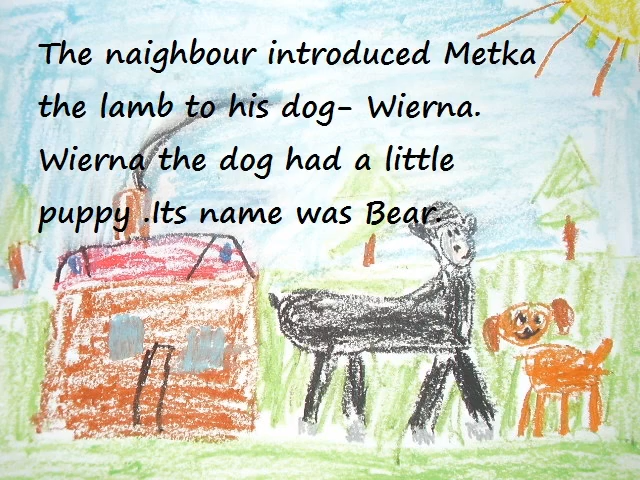 The naighbour introduced Metka
the lamb to his dog- Wierna.
Wierna the dog had a little
puppy .Its name was Bear.